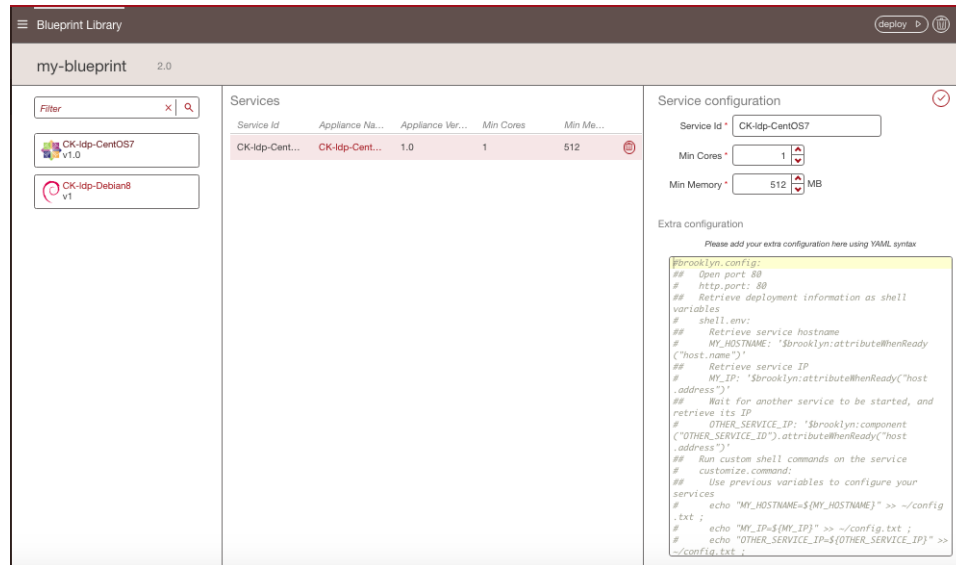 Blueprint Library
deploy
my-blueprint 2.0
Filter
CK-ldp-CentOS7
v1.0
CK-ldp-Debian8
v1
Services
Service Id Appliance Na... Appliance Ver... Min Cores Min Me...
CK-ldp-Cent... CK-ldp-Cent... 1.0 1 512
Service configuration
Service Id * CK-ldp-CentOS7
Min Cores * 1
Min Memory * 512 MB
Extra configuration
Please add your extra configuration here using YAML syntax
#brooklyn.config:
## Open port 80
# http.port: 80
## Retrieve deployment information as shell
variables
# shell.env:
## Retrieve service hostname
# MY_HOSTNAME: '$brooklyn:attributeWhenReady
("host.name")'
## Retrieve service IP
# MY_IP: '$brooklyn:attributeWhenReady("host
.address")'
## Wait for another service to be started, and
retrieve its IP
# OTHER_SERVICE_IP: '$brooklyn:component
("OTHER_SERVICE_ID").attributeWhenReady("host
.address")'
## Run custom shell commands on the service
# customize.command:
## Use previous variables to configure your
services
# echo "MY_HOSTNAME=${MY_HOSTNAME}" >> ~/config
.txt ;
# echo "MY_IP=${MY_IP}" >> ~/config.txt ;
# echo "OTHER_SERVICE_IP=${OTHER_SERVICE_IP}" >>
~/config.txt ;